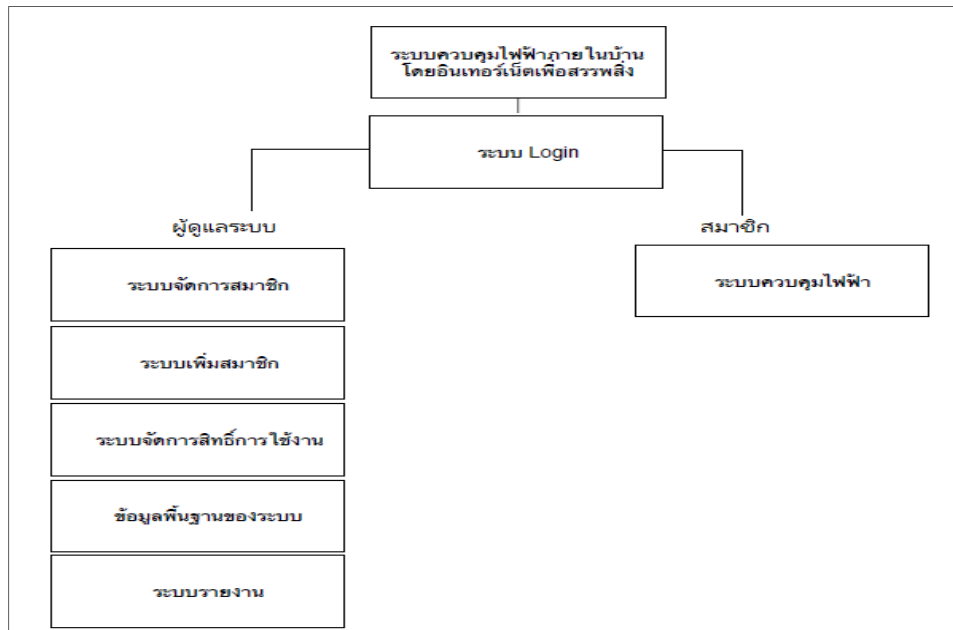 ระบบควบคุมไฟฟ้าภายในบ้าน
โดยอินเทอร์เน็ตเพื่อสรรพสิ่ง
ระบบ Login
ผู้ดูแลระบบ
สมาชิก
ระบบจัดการสมาชิก
ระบบควบคุมไฟฟ้า
ระบบเพิ่มสมาชิก
ระบบจัดการสิทธิ์การใช้งาน
ข้อมูลพื้นฐานของระบบ
ระบบรายงาน